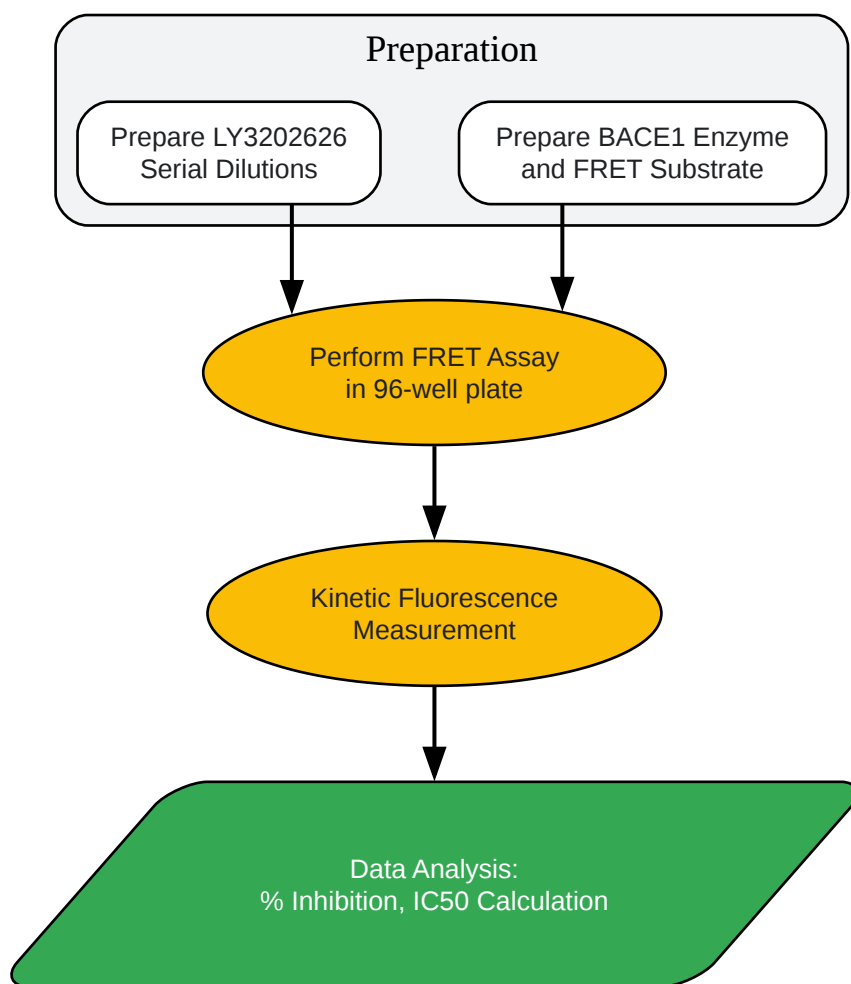 Preparation
Prepare LY3202626
Serial Dilutions
Prepare BACE1 Enzyme
and FRET Substrate
Perform FRET Assay
in 96-well plate
Kinetic Fluorescence
Measurement
Data Analysis:
% Inhibition, IC50 Calculation